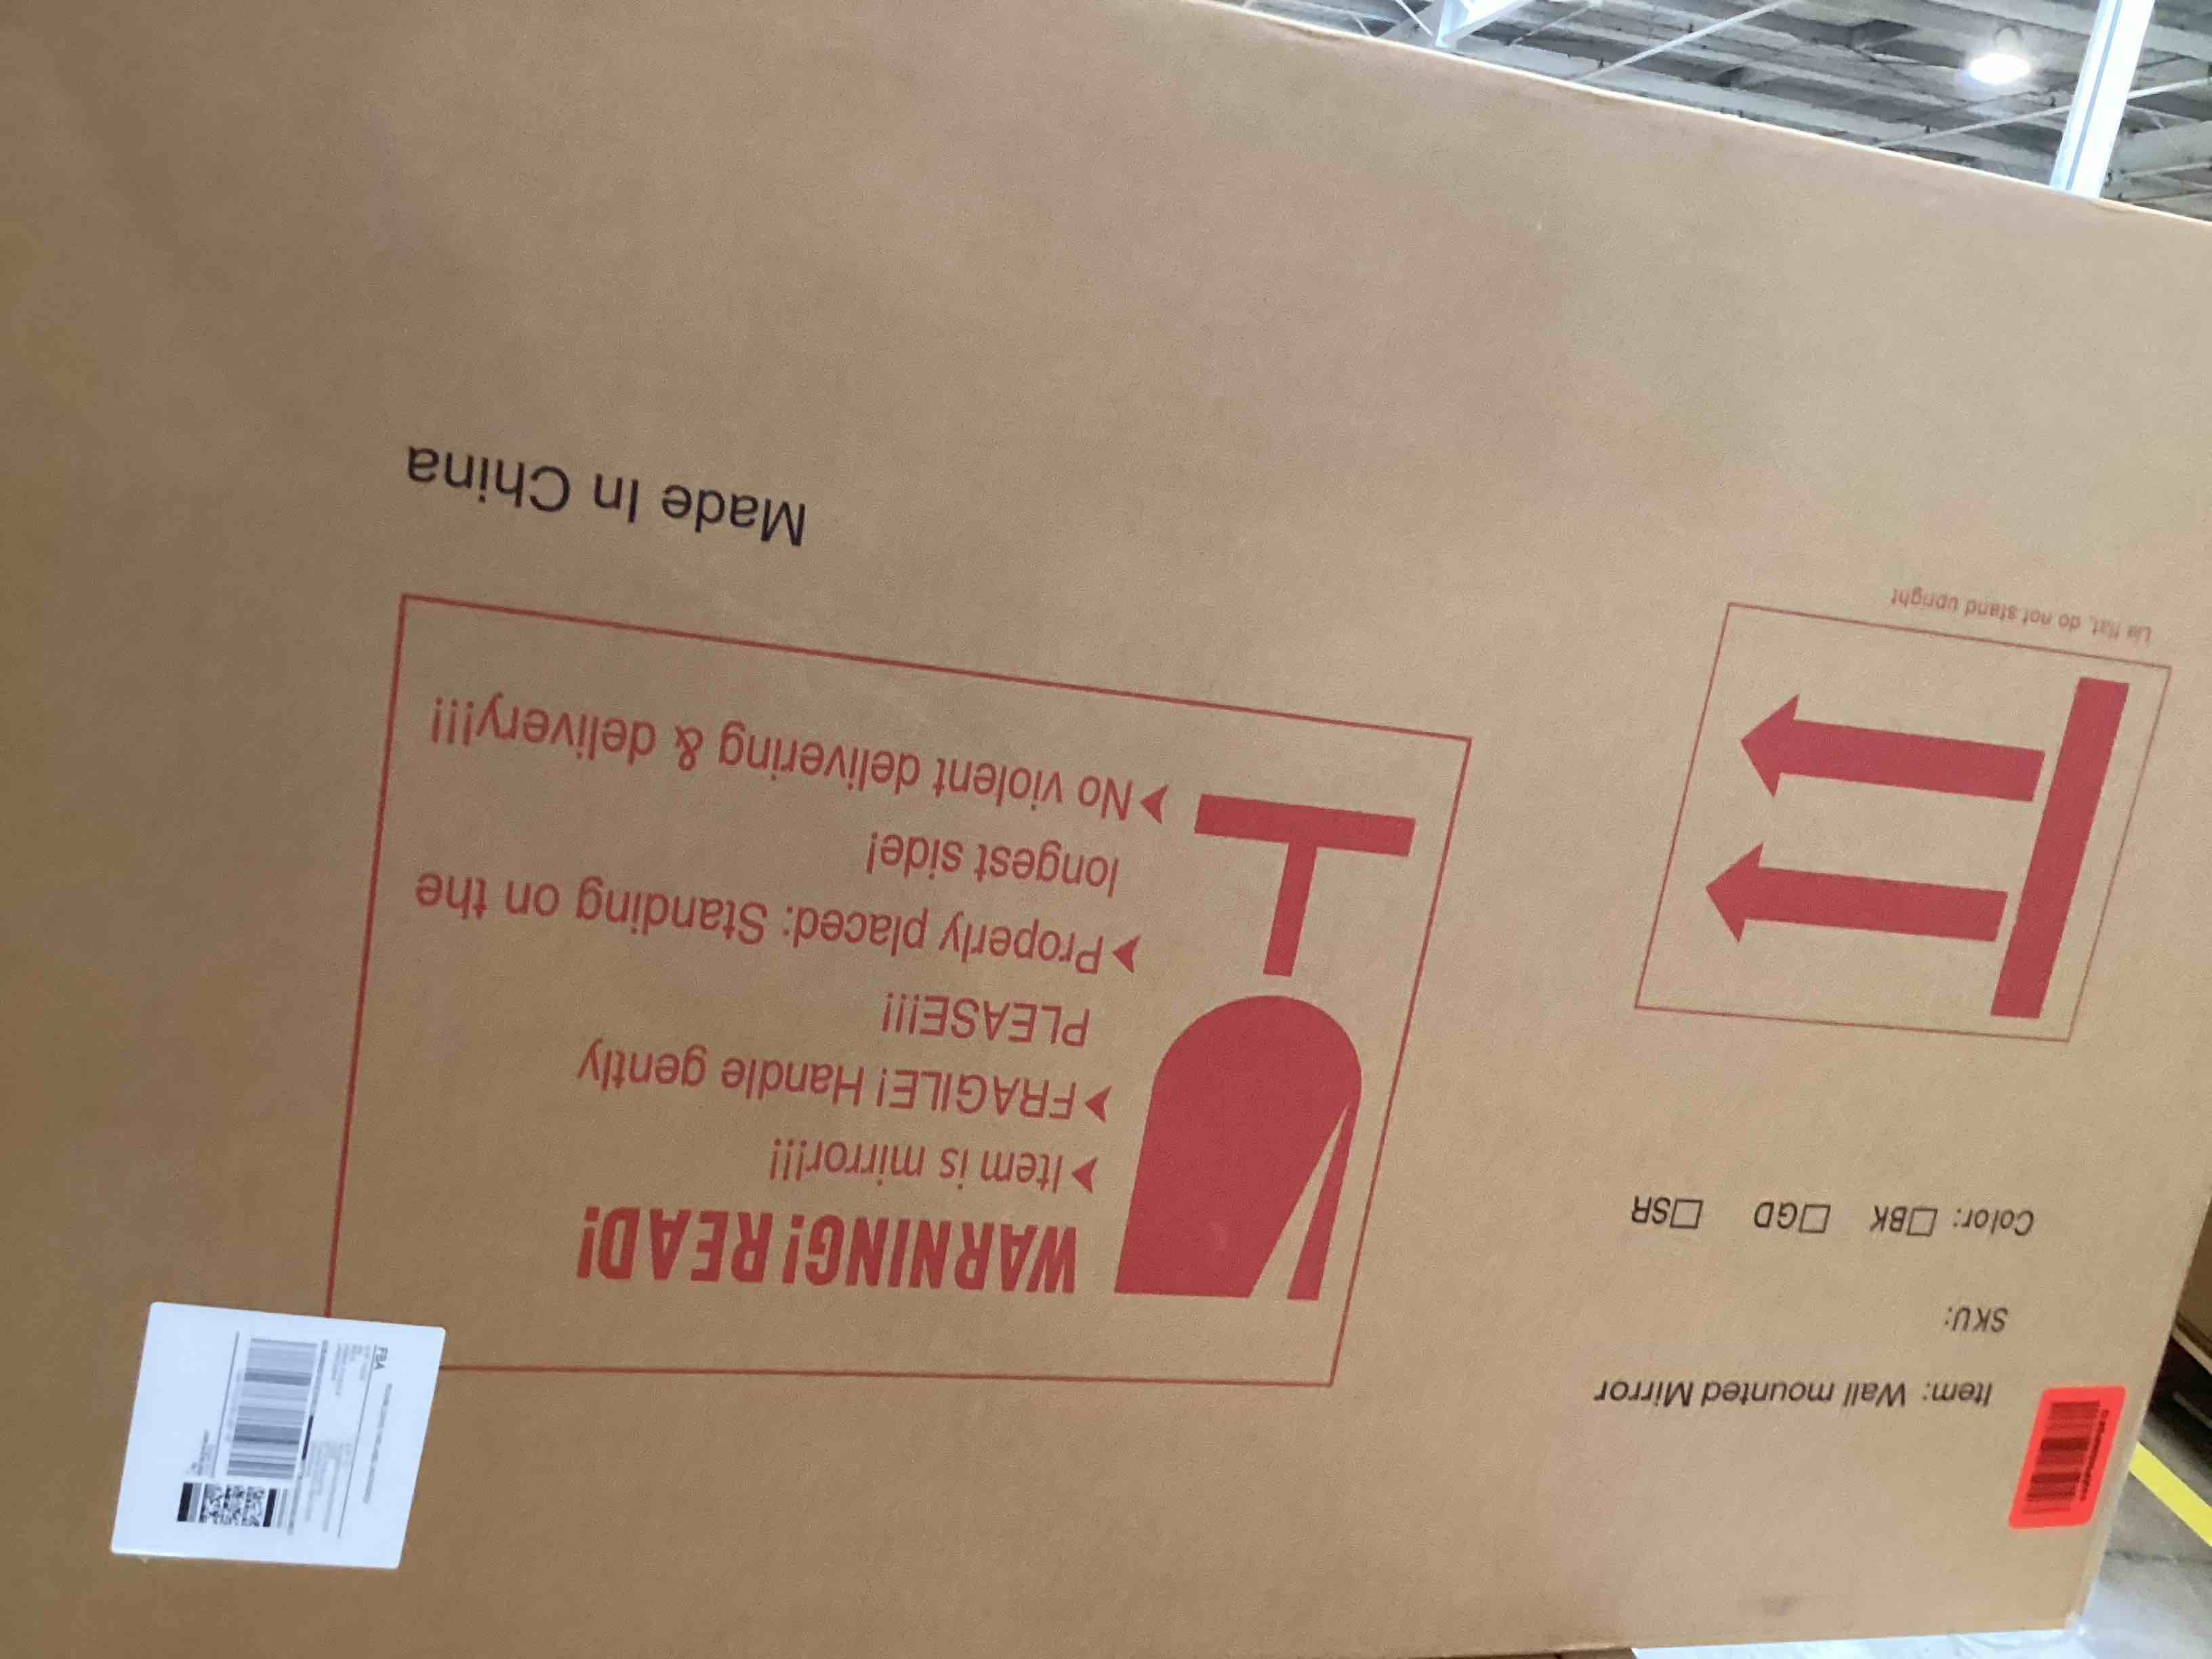 Item: Wall mounted Mirror
SKU:
Color: □BK □GD □SR
Lie flat, do not stand upright
WARNING! READ!
➤Item is mirror!!!
➤FRAGILE! Handle gently
PLEASE!!!
➤Properly placed: Standing on the
longest side!
➤No violent delivering & delivery!!!
Made In China
FBA